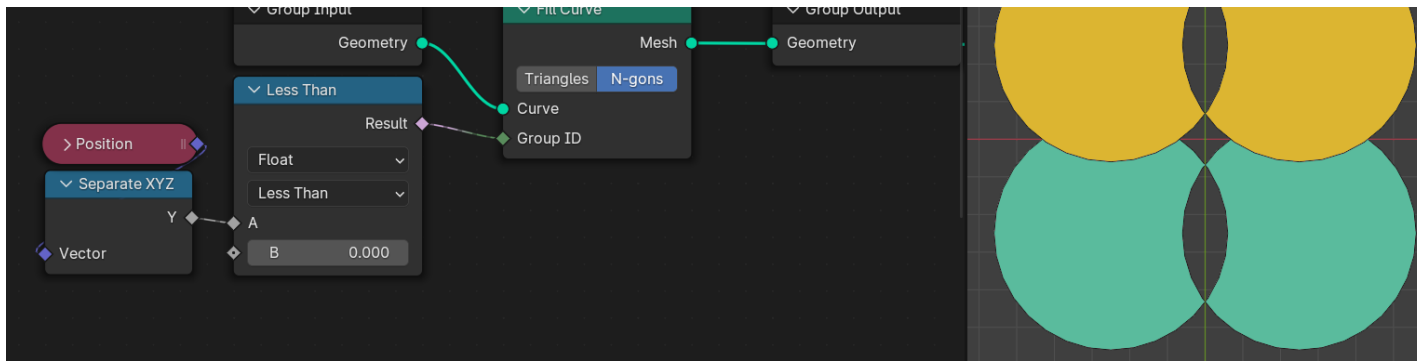 Group Input
Fill Curve
Group Output
Geometry
Mesh
Geometry
Less Than
Triangles
N-gons
Curve
Result
Group ID
Position
Float
Separate XYZ
Less Than
Y
A
Vector
B 0.000